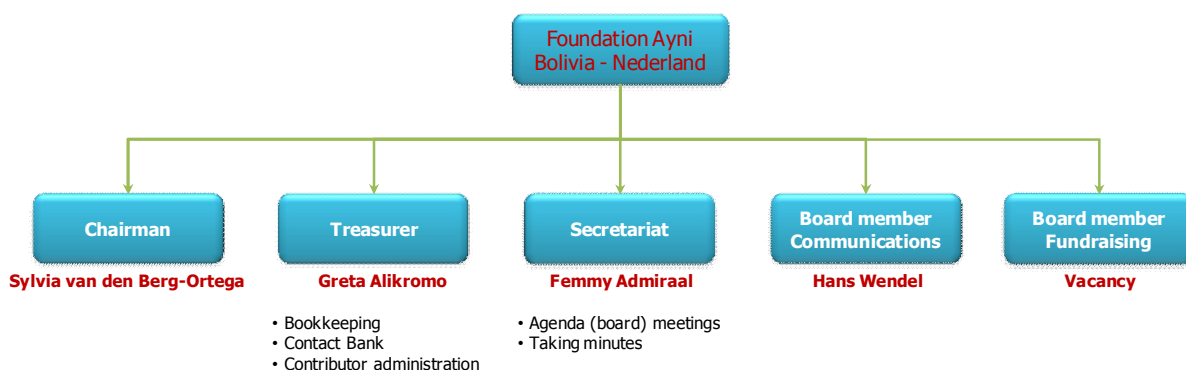 Foundation Ayni
Bolivia - Nederland
Chairman
Treasurer
Secretariat
Board member
Communications
Board member
Fundraising
Sylvia van den Berg-Ortega
Greta Alikromo
Femmy Admiraal
Hans Wendel
Vacancy
• Bookkeeping
• Contact Bank
• Contributor administration
• Agenda (board) meetings
• Taking minutes